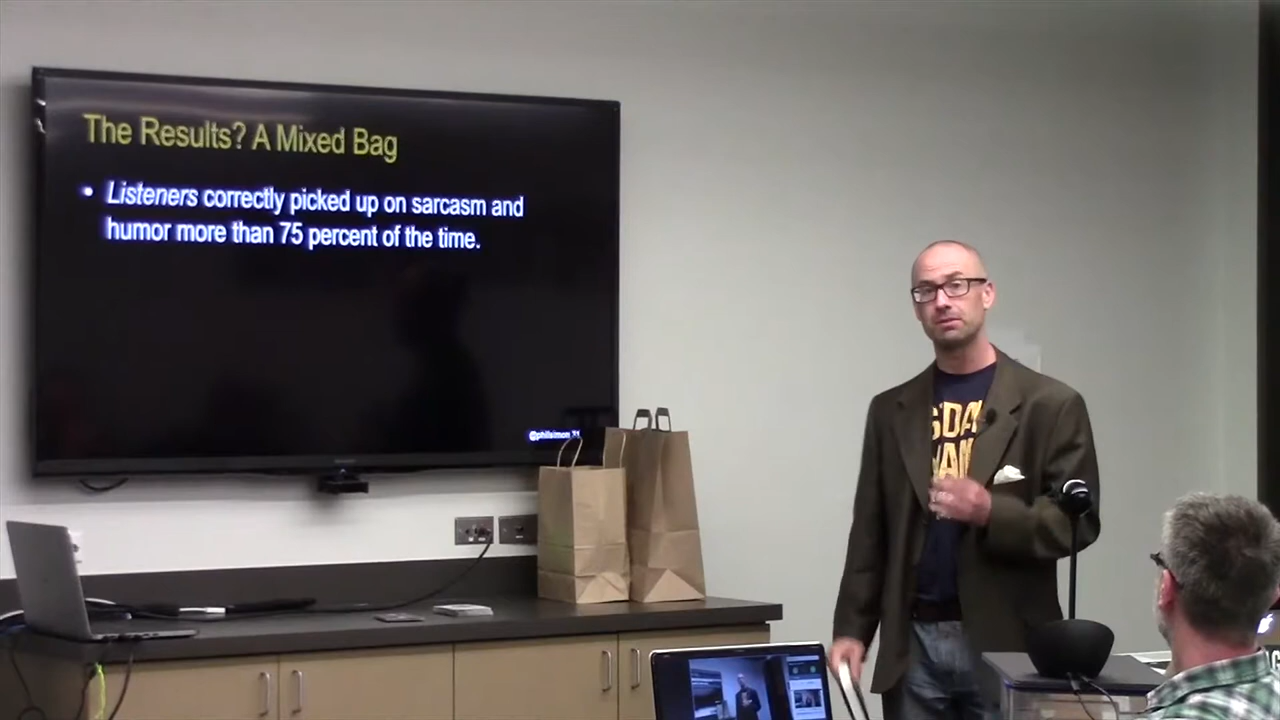 The Results? A Mixed Bag
• Listeners correctly picked up on sarcasm and
humor more than 75 percent of the time.
@philsimon